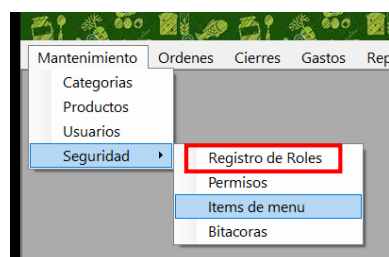 Mantenimiento Ordenes Cierres Gastos Rep
Categorias
Productos
Usuarios
Seguridad
Registro de Roles
Permisos
Items de menu
Bitacoras